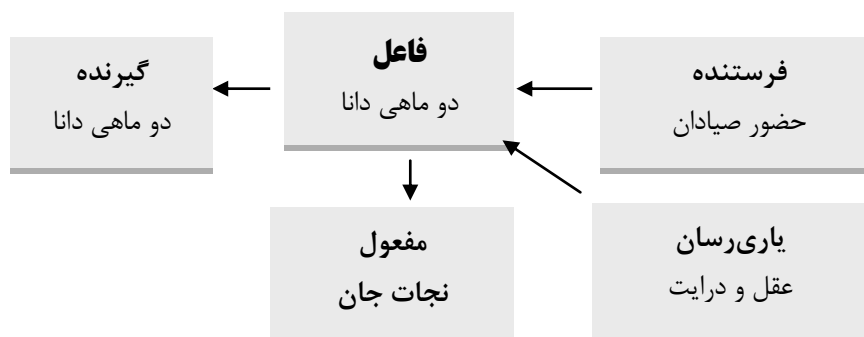 فرستنده
حضور صیادان
فاعل
دو ماهی دانا
گیرنده
دو ماهی دانا
یاری‌رسان
عقل و درایت
مفعول
نجات جان